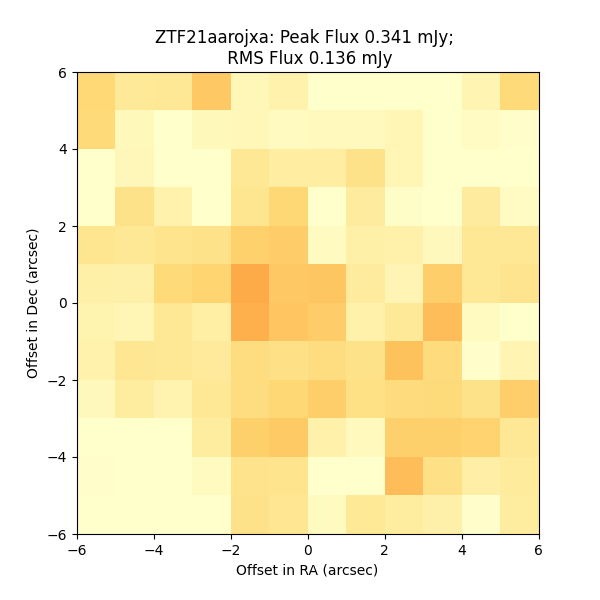 ZTF21aarojxa: Peak Flux 0.341 mJy;
RMS Flux 0.136 mJy
6
4
2
0
−2
−4
−6
Offset in Dec (arcsec)
−6 −4 −2 0 2 4 6
Offset in RA (arcsec)